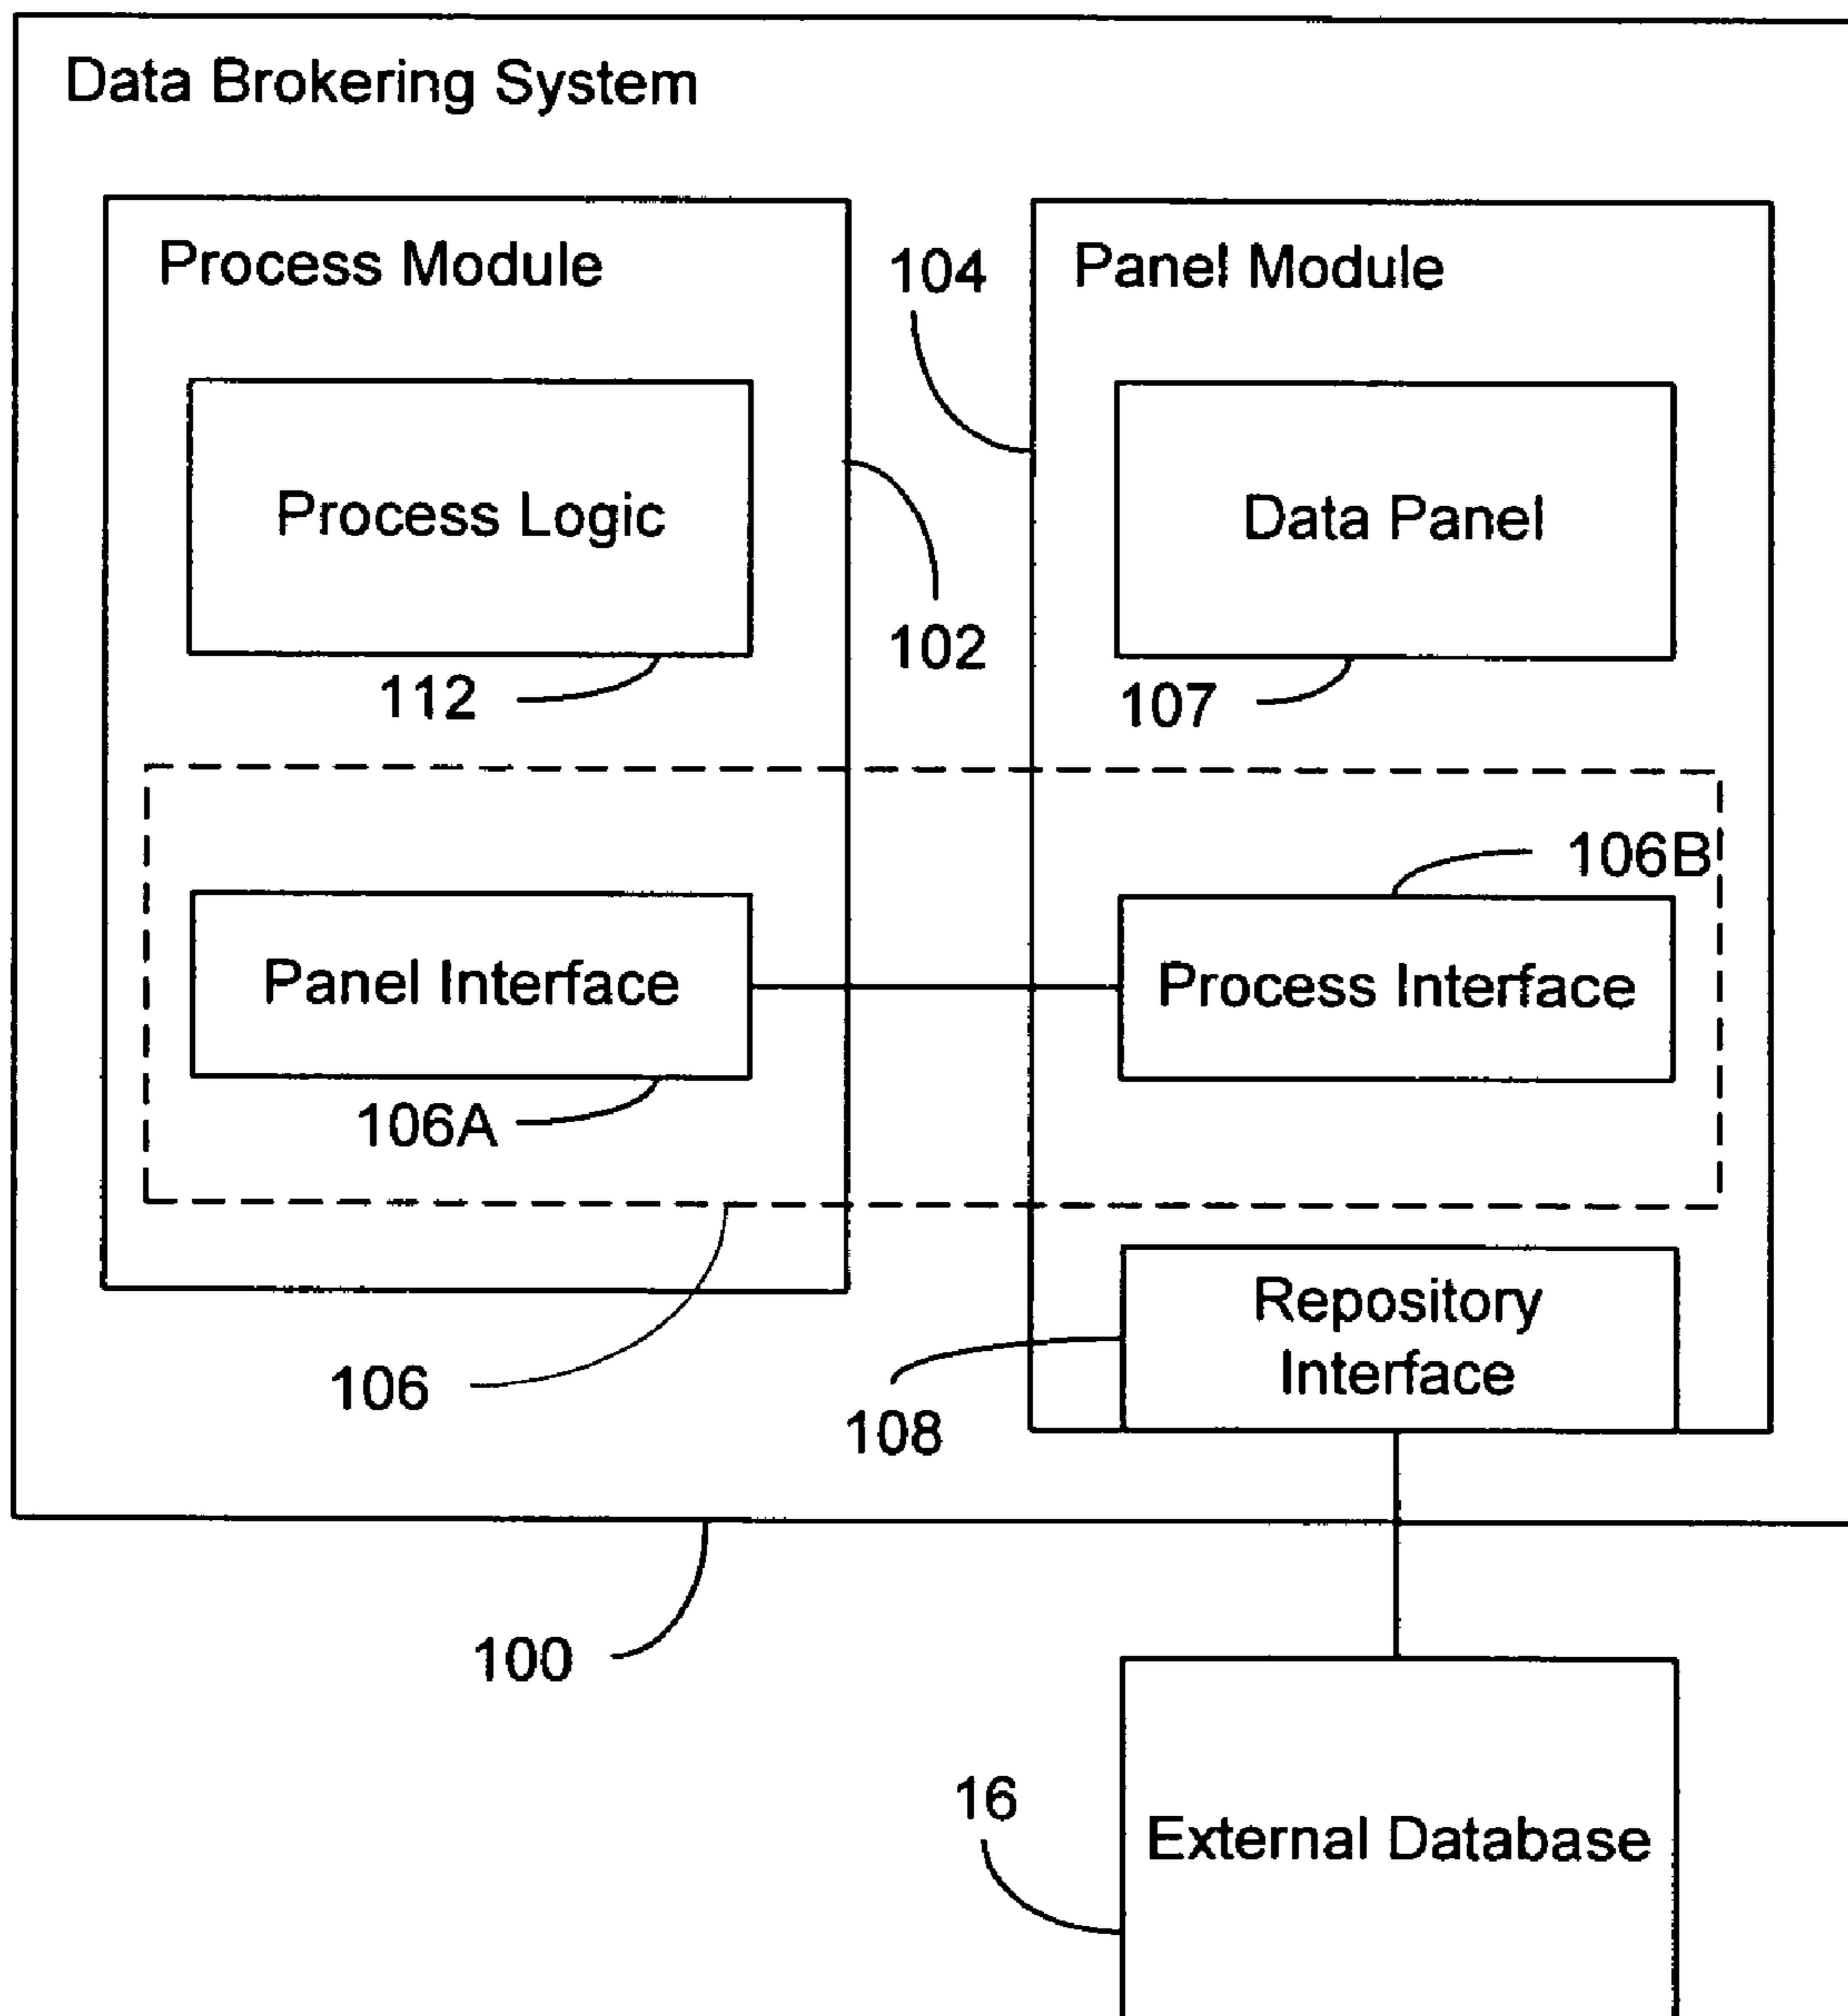 Data Brokering System
Process Module
104
Panel Module
Process Logic
Data Panel
102
112
107
106B
Panel Interface
Process Interface
106A
Repository
Interface
106
108
100
16
External Database